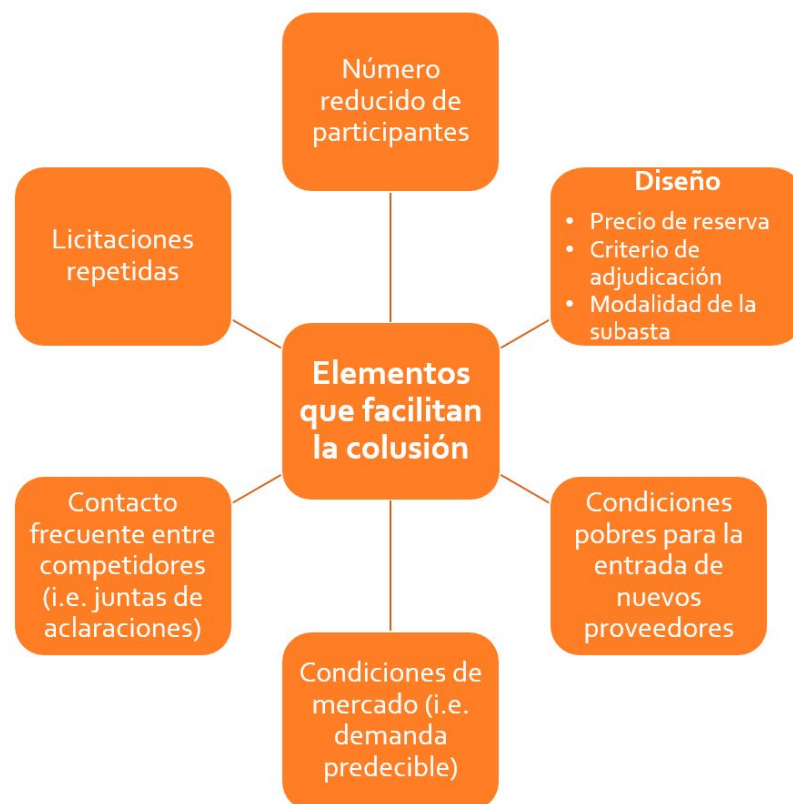 Número
reducido de
participantes
Diseño
• Precio de reserva
• Criterio de
adjudicación
• Modalidad de la
subasta
Licitaciones
repetidas
Elementos
que facilitan
la colusión
Contacto
frecuente entre
competidores
(i.e. juntas de
aclaraciones)
Condiciones
pobres para la
entrada de
nuevos
proveedores
Condiciones de
mercado (i.e.
demanda
predecible)